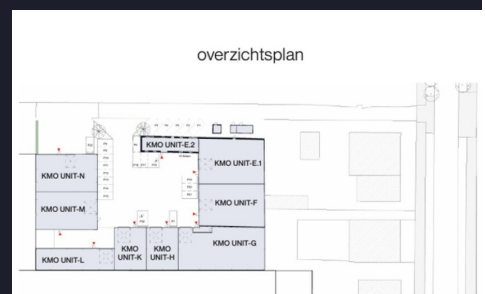 overzichtsplan
KMO UNIT-E.2
KMO UNIT-E.1
KMO UNIT-N
KMO UNIT-M
KMO UNIT-F
KMO UNIT-G
KMO
UNIT-K
KMO
UNIT-H
KMO UNIT-L